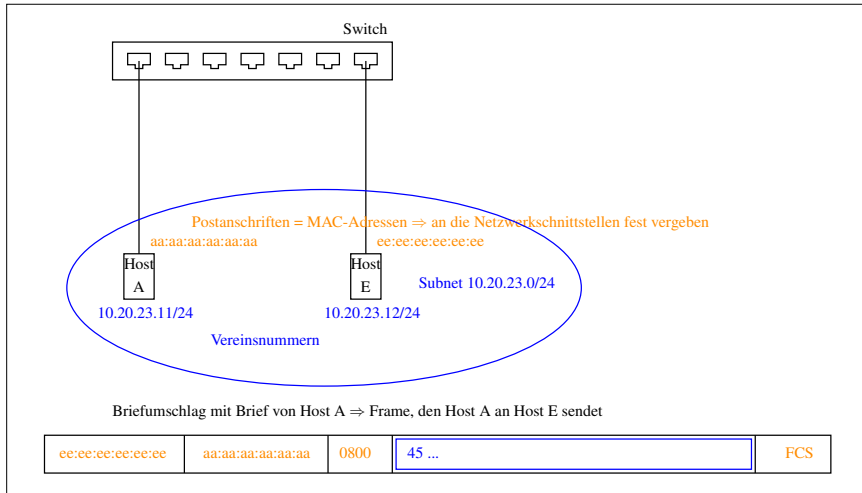 Switch
Postanschriften = MAC-Adressen ⇒ an die Netzwerkschnittstellen fest vergeben
aa:aa:aa:aa:aa:aa ee:ee:ee:ee:ee:ee
Host Host
A E
Subnet 10.20.23.0/24
10.20.23.11/24 10.20.23.12/24
Vereinsnummern
Briefumschlag mit Brief von Host A ⇒ Frame, den Host A an Host E sendet
ee:ee:ee:ee:ee:ee aa:aa:aa:aa:aa:aa 0800 45 ... FCS